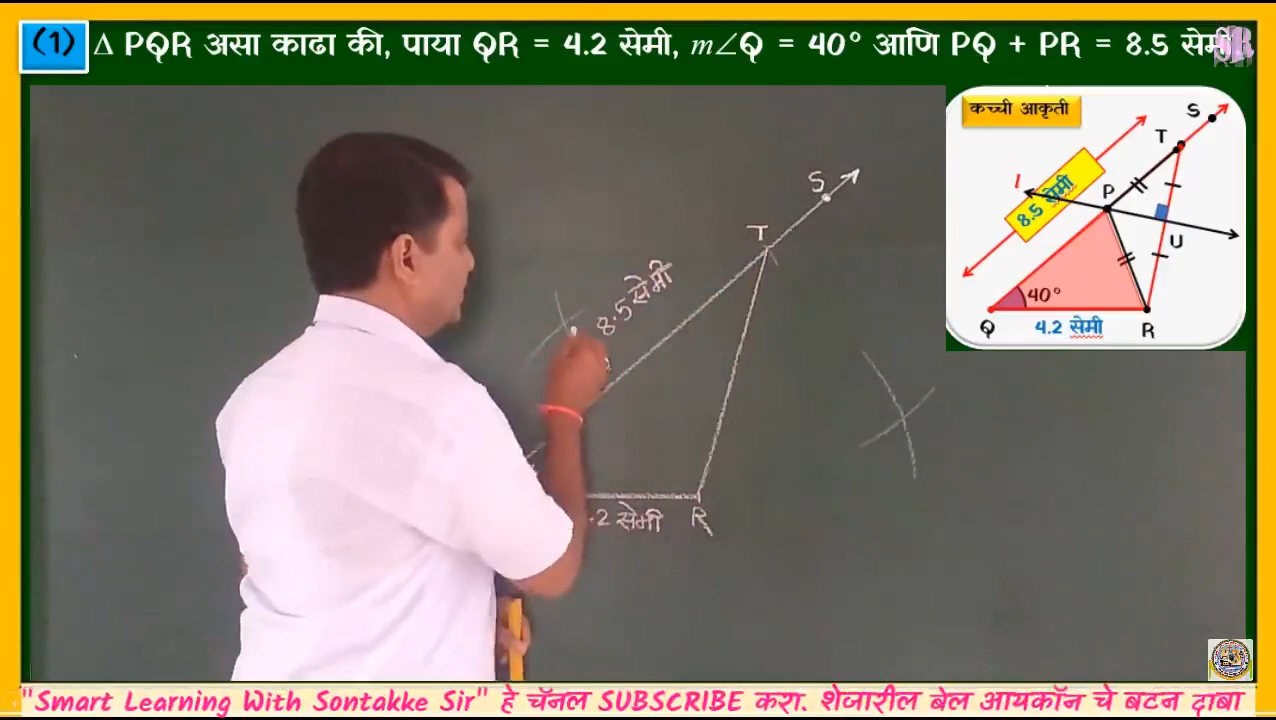 (1) Δ PQR असा काढा की, पाया QR = 4.2 सेमी, m∠Q = 40° आणि PQ + PR = 8.5 सेमी
कच्ची आकृती
S
T
l
8.5 सेमी
P
U
40°
Q
4.2 सेमी
R
S
T
8.5 सेमी
.2 सेमी
R
"Smart Learning With Sontakke Sir" हे चॅनल SUBSCRIBE करा. शेजारील बेल आयकॉन चे बटन दाबा